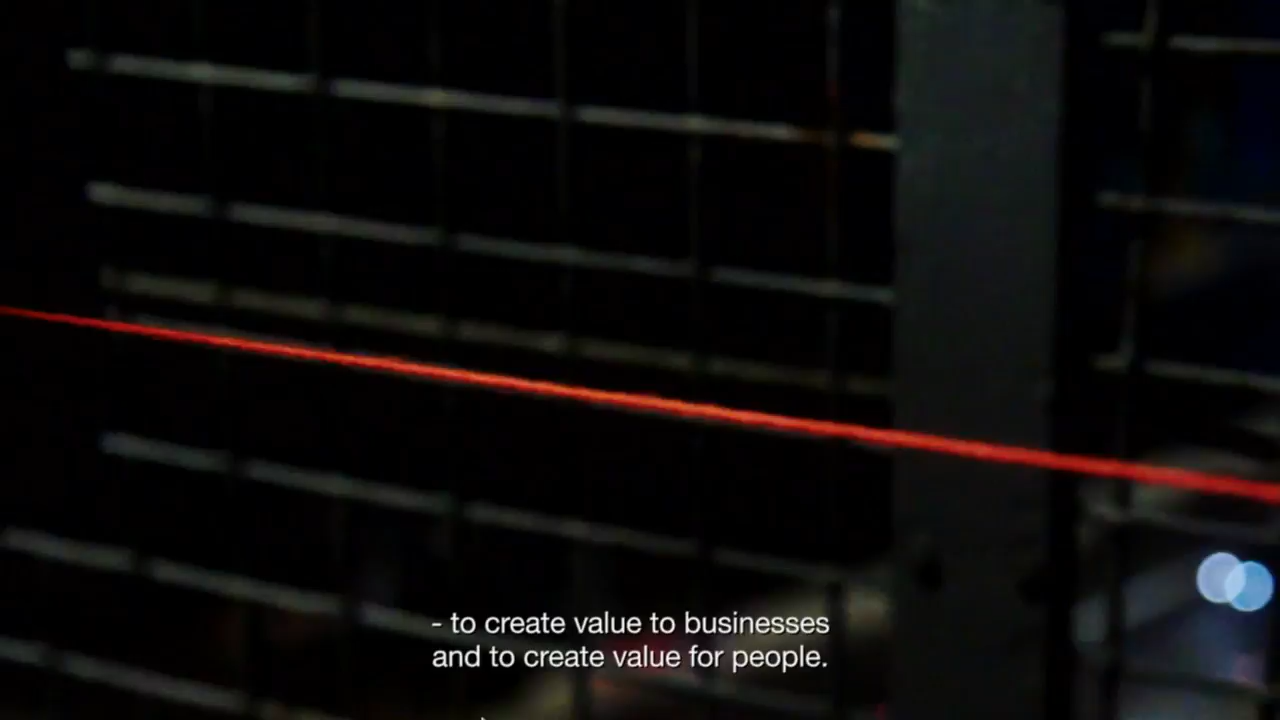 - to create value to businesses
and to create value for people.